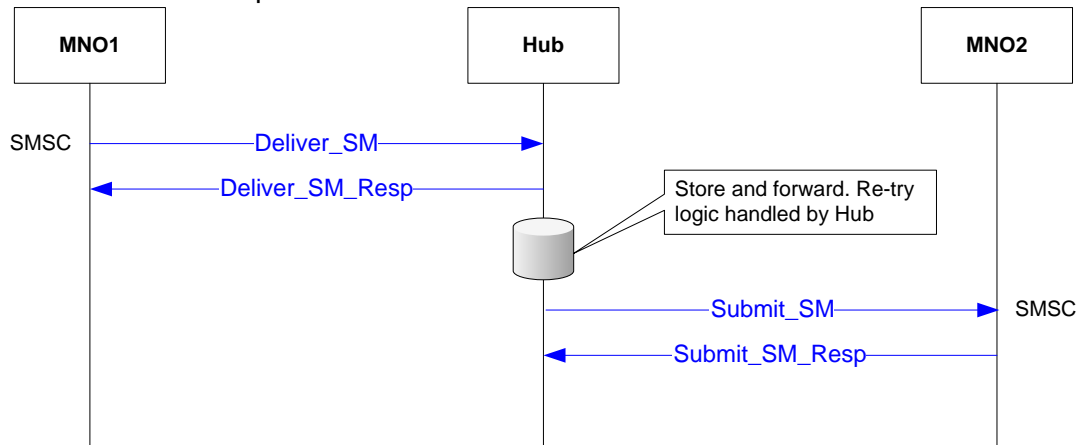 MNO1
Hub
MNO2
SMSC
Deliver_SM
Deliver_SM_Resp
Store and forward. Re-try
logic handled by Hub
Submit_SM
SMSC
Submit_SM_Resp